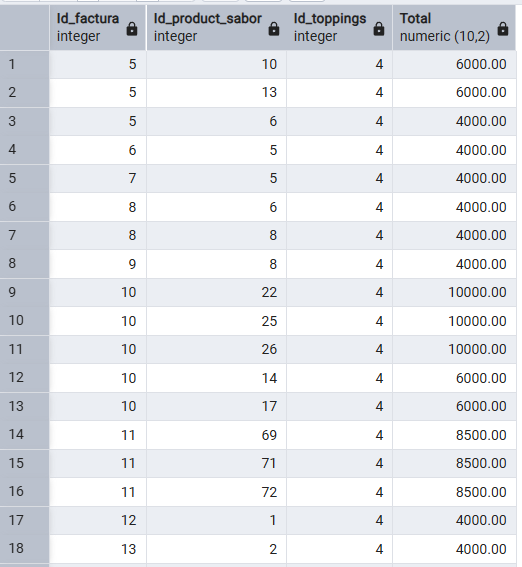 Id_factura Id_product_sabor Id_toppings Total
integer integer integer numeric (10,2)
1 5 10 4 6000.00
2 5 13 4 6000.00
3 5 6 4 4000.00
4 6 5 4 4000.00
5 7 5 4 4000.00
6 8 6 4 4000.00
7 8 8 4 4000.00
8 9 8 4 4000.00
9 10 22 4 10000.00
10 10 25 4 10000.00
11 10 26 4 10000.00
12 10 14 4 6000.00
13 10 17 4 6000.00
14 11 69 4 8500.00
15 11 71 4 8500.00
16 11 72 4 8500.00
17 12 1 4 4000.00
18 13 2 4 4000.00